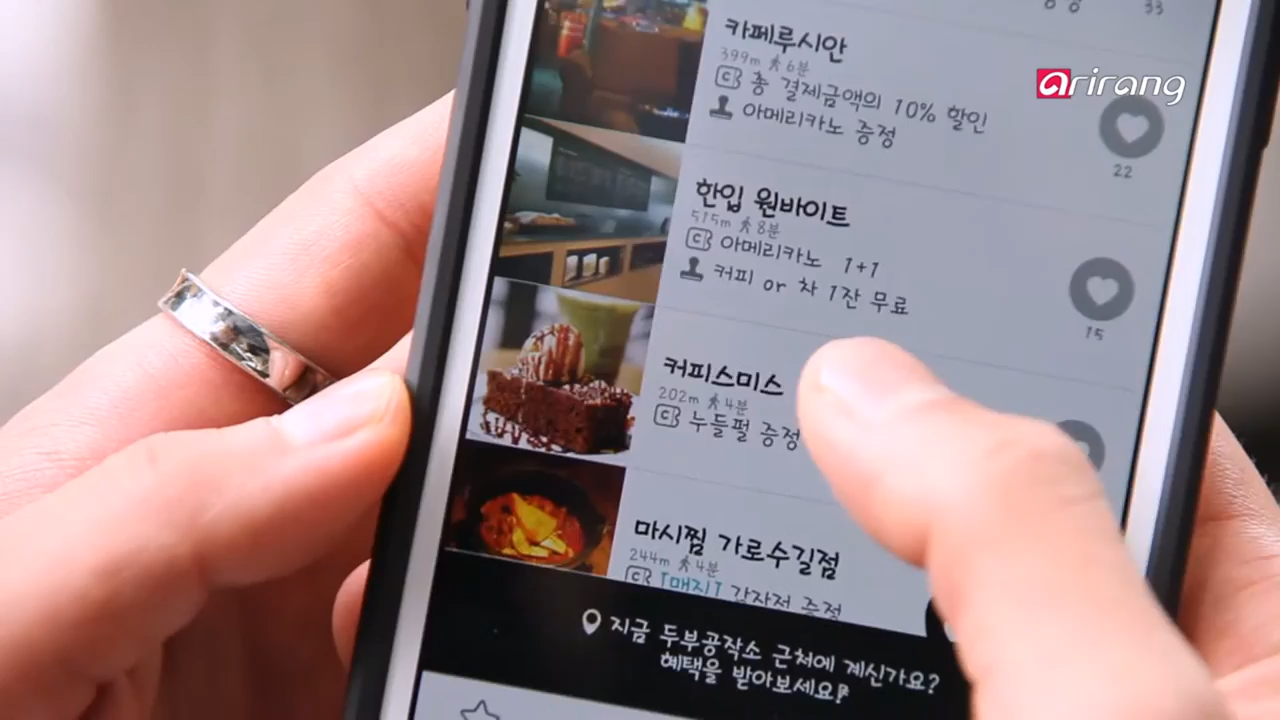 33
카페루시안
399m 6분
총 결제금액의 10% 할인
아메리카노 증정
22
arirang
한입 원바이트
515m 8분
아메리카노 1+1
커피 or 차 1잔 무료
15
커피스미스
202m 4분
누들펄 증정
마시찜 가로수길점
244m 4분
[매지] 감자전 증정
지금 두부공작소 근처에 계신가요?
혜택을 받아보세요!